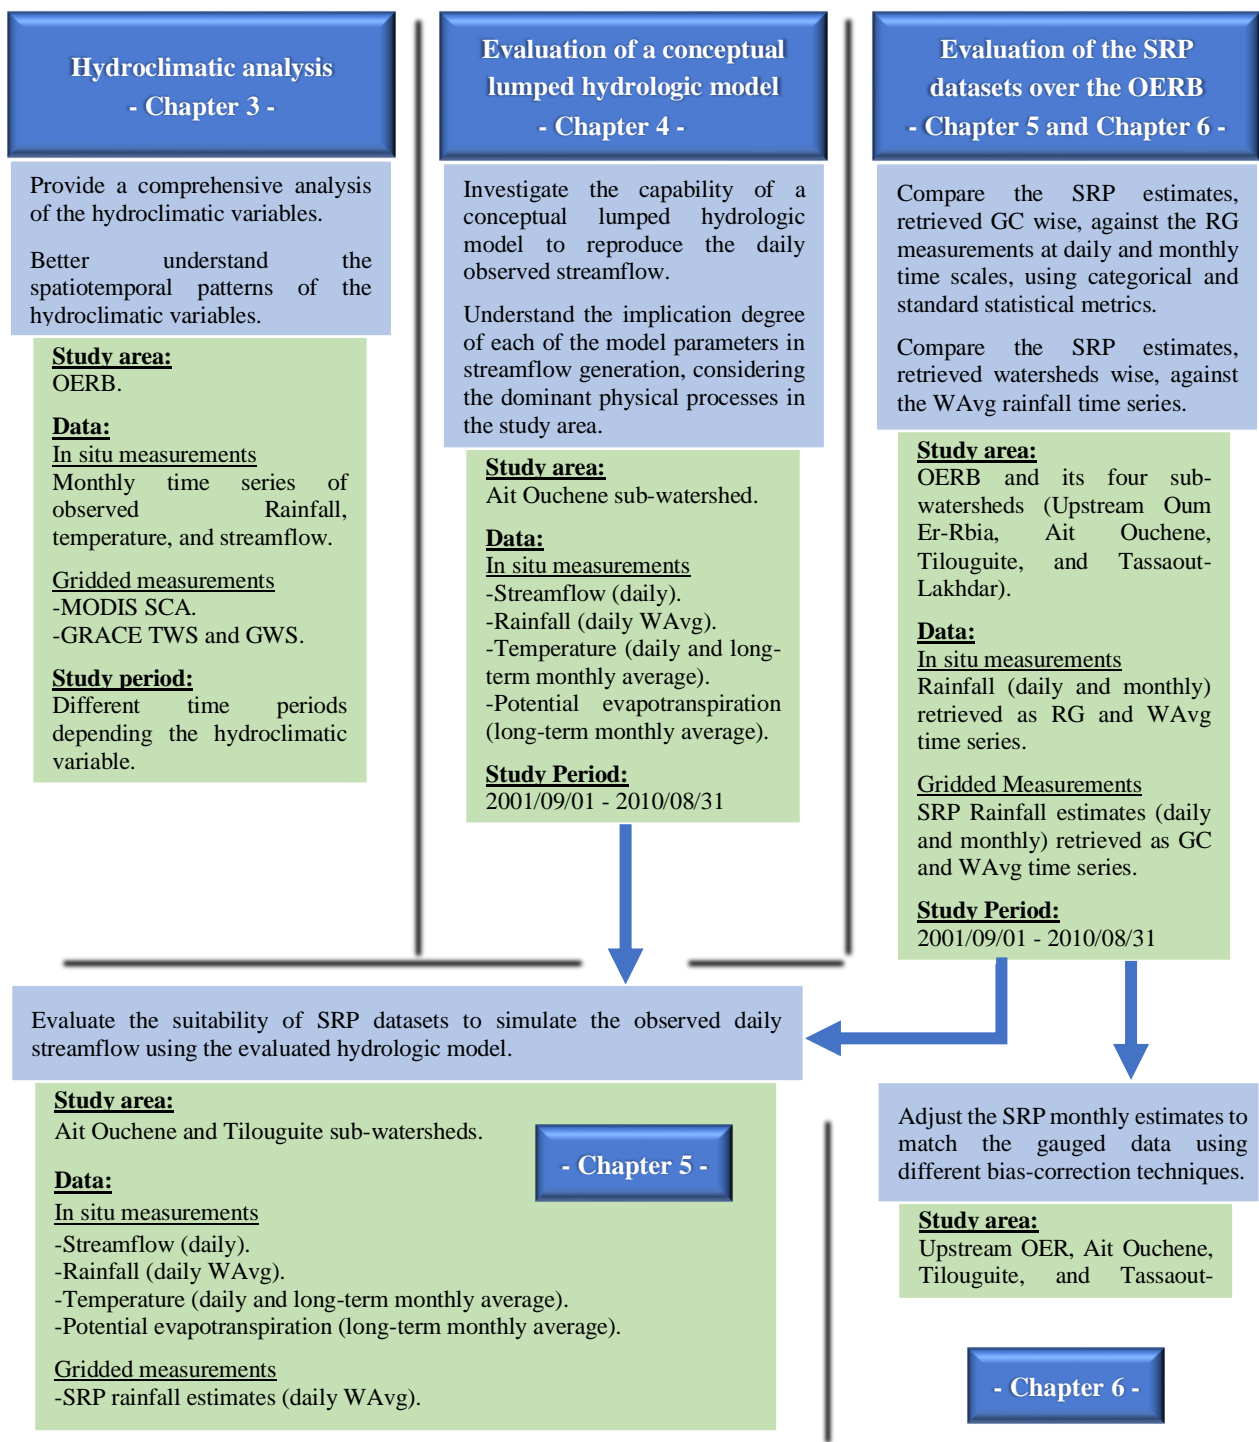 Hydroclimatic analysis
- Chapter 3 -
Provide a comprehensive analysis
of the hydroclimatic variables.
Better understand the
spatiotemporal patterns of the
hydroclimatic variables.
Study area:
OERB.
Data:
In situ measurements
Monthly time series of
observed Rainfall,
temperature, and streamflow.
Gridded measurements
-MODIS SCA.
-GRACE TWS and GWS.
Study period:
Different time periods
depending the hydroclimatic
variable.
Evaluation of a conceptual
lumped hydrologic model
- Chapter 4 -
Investigate the capability of a
conceptual lumped hydrologic
model to reproduce the daily
observed streamflow.
Understand the implication degree
of each of the model parameters in
streamflow generation, considering
the dominant physical processes in
the study area.
Study area:
Ait Ouchene sub-watershed.
Data:
In situ measurements
-Streamflow (daily).
-Rainfall (daily WAvg).
-Temperature (daily and long-
term monthly average).
-Potential evapotranspiration
(long-term monthly average).
Study Period:
2001/09/01 - 2010/08/31
Evaluation of the SRP
datasets over the OERB
- Chapter 5 and Chapter 6 -
Compare the SRP estimates,
retrieved GC wise, against the RG
measurements at daily and monthly
time scales, using categorical and
standard statistical metrics.
Compare the SRP estimates,
retrieved watersheds wise, against
the WAvg rainfall time series.
Study area:
OERB and its four sub-
watersheds (Upstream Oum
Er-Rbia, Ait Ouchene,
Tilouguite, and Tassaout-
Lakhdar).
Data:
In situ measurements
Rainfall (daily and monthly)
retrieved as RG and WAvg
time series.
Gridded Measurements
SRP Rainfall estimates (daily
and monthly) retrieved as GC
and WAvg time series.
Study Period:
2001/09/01 - 2010/08/31
Evaluate the suitability of SRP datasets to simulate the observed daily
streamflow using the evaluated hydrologic model.
Study area:
Ait Ouchene and Tilouguite sub-watersheds.
- Chapter 5 -
Data:
In situ measurements
-Streamflow (daily).
-Rainfall (daily WAvg).
-Temperature (daily and long-term monthly average).
-Potential evapotranspiration (long-term monthly average).
Gridded measurements
-SRP rainfall estimates (daily WAvg).
Adjust the SRP monthly estimates to
match the gauged data using
different bias-correction techniques.
Study area:
Upstream OER, Ait Ouchene,
Tilouguite, and Tassaout-
- Chapter 6 -